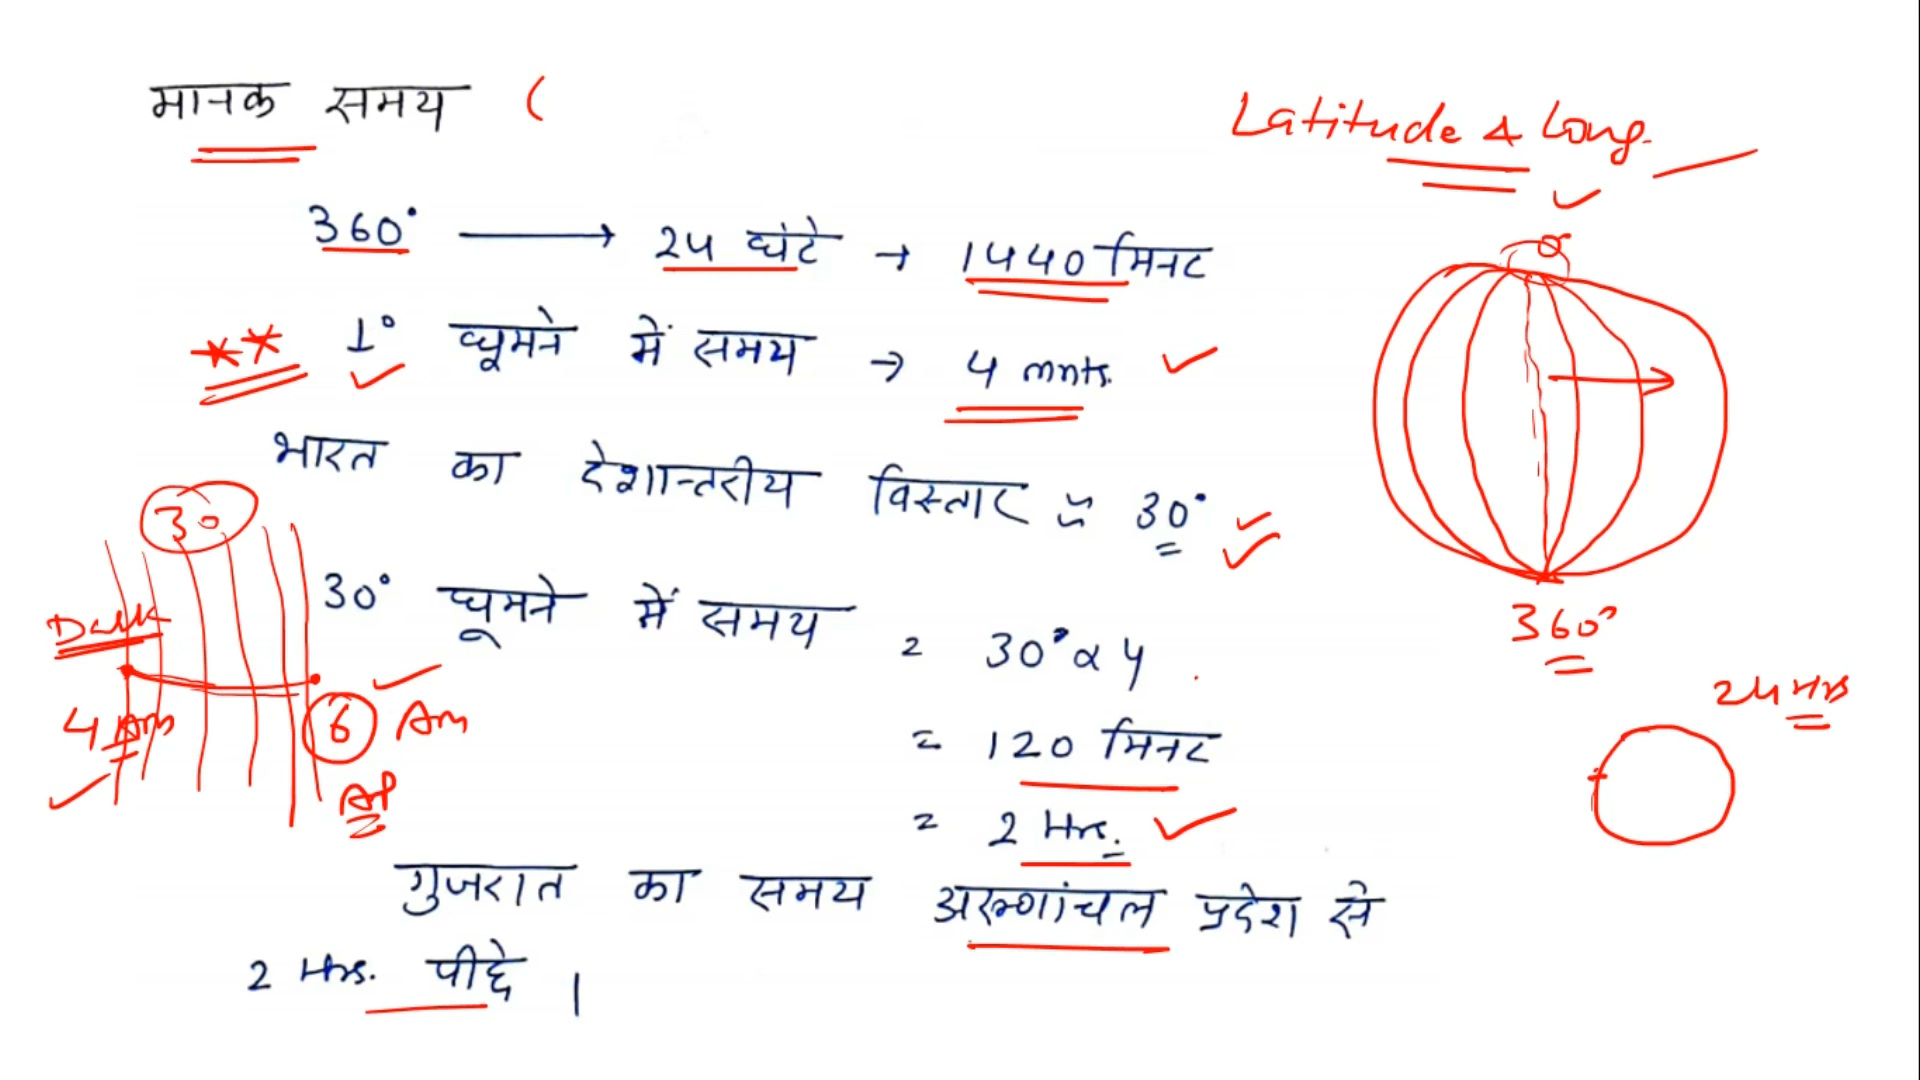 मानक समय (
Latitude & Long.
360° → 24 घंटे → 1440 मिनट
** 1° घूमने में समय → 4 mnts.
भारत का देशान्तरीय विस्तार ≈ 30°
30
30° घूमने में समय = 30° × 4
Dark
360°
24 Hrs
4 Am
6 Am
= 120 मिनट
AP
= 2 Hrs.
गुजरात का समय अरूणांचल प्रदेश से
2 Hrs. पीछे |